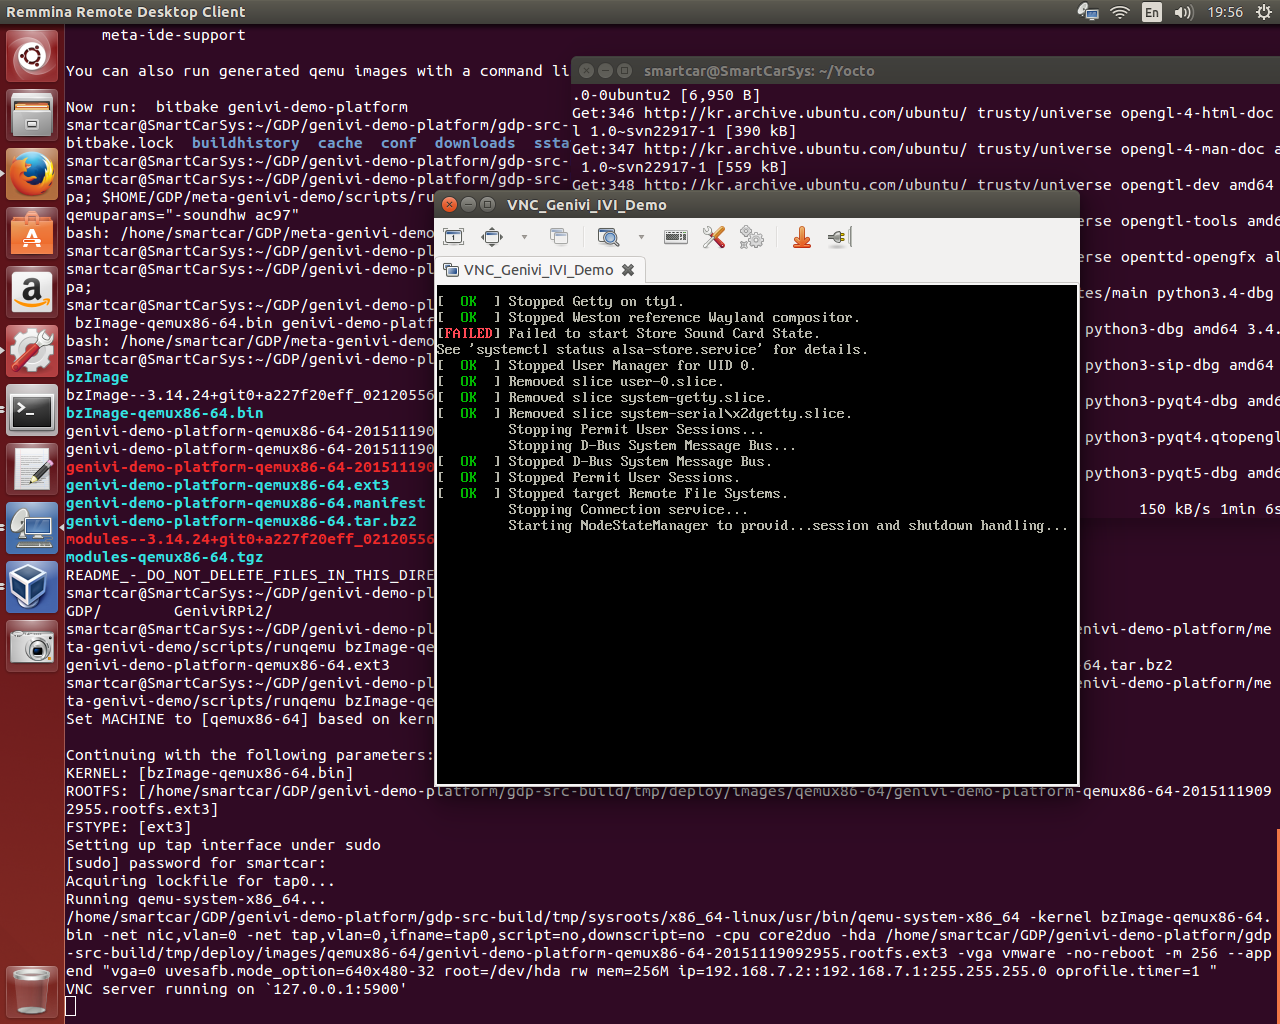 Remmina Remote Desktop Client
En
19:56
meta-ide-support
You can also run generated qemu images with a command li
Now run:  bitbake genivi-demo-platform
smartcar@SmartCarSys:~/GDP/genivi-demo-platform/gdp-src-
bitbake.lock  buildhistory  cache  conf  downloads  ssta
smartcar@SmartCarSys:~/GDP/genivi-demo-platform/gdp-src-
smartcar@SmartCarSys:~/GDP/genivi-demo-platform/gdp-src-
pa; $HOME/GDP/meta-genivi-demo/scripts/ru
qemuparams="-soundhw ac97"
bash: /home/smartcar/GDP/meta-genivi-demo
smartcar@SmartCarSys:~/GDP/genivi-demo-pl
smartcar@SmartCarSys:~/GDP/genivi-demo-pl
pa;
smartcar@SmartCarSys:~/GDP/genivi-demo-pl
 bzImage-qemux86-64.bin genivi-demo-platf
bash: /home/smartcar/GDP/meta-genivi-demo
smartcar@SmartCarSys:~/GDP/genivi-demo-pl
bzImage
bzImage--3.14.24+git0+a227f20eff_02120556
bzImage-qemux86-64.bin
genivi-demo-platform-qemux86-64-201511190
genivi-demo-platform-qemux86-64-201511190
genivi-demo-platform-qemux86-64-201511190
genivi-demo-platform-qemux86-64.ext3
genivi-demo-platform-qemux86-64.manifest
genivi-demo-platform-qemux86-64.tar.bz2
modules--3.14.24+git0+a227f20eff_02120556
modules-qemux86-64.tgz
README_-_DO_NOT_DELETE_FILES_IN_THIS_DIRE
smartcar@SmartCarSys:~/GDP/genivi-demo-pl
GDP/        GeniviRPi2/
smartcar@SmartCarSys:~/GDP/genivi-demo-pl enivi-demo-platform/me
ta-genivi-demo/scripts/runqemu bzImage-qe
genivi-demo-platform-qemux86-64.ext3 64.tar.bz2
smartcar@SmartCarSys:~/GDP/genivi-demo-pl enivi-demo-platform/me
ta-genivi-demo/scripts/runqemu bzImage-qe
Set MACHINE to [qemux86-64] based on kern
Continuing with the following parameters:
KERNEL: [bzImage-qemux86-64.bin]
ROOTFS: [/home/smartcar/GDP/genivi-demo-platform/gdp-src-build/tmp/deploy/images/qemux86-64/genivi-demo-platform-qemux86-64-2015111909
2955.rootfs.ext3]
FSTYPE: [ext3]
Setting up tap interface under sudo
[sudo] password for smartcar:
Acquiring lockfile for tap0...
Running qemu-system-x86_64...
/home/smartcar/GDP/genivi-demo-platform/gdp-src-build/tmp/sysroots/x86_64-linux/usr/bin/qemu-system-x86_64 -kernel bzImage-qemux86-64.
bin -net nic,vlan=0 -net tap,vlan=0,ifname=tap0,script=no,downscript=no -cpu core2duo -hda /home/smartcar/GDP/genivi-demo-platform/gdp
-src-build/tmp/deploy/images/qemux86-64/genivi-demo-platform-qemux86-64-20151119092955.rootfs.ext3 -vga vmware -no-reboot -m 256 --app
end "vga=0 uvesafb.mode_option=640x480-32 root=/dev/hda rw mem=256M ip=192.168.7.2::192.168.7.1:255.255.255.0 oprofile.timer=1 "
VNC server running on `127.0.0.1:5900'
smartcar@SmartCarSys: ~/Yocto
.0-0ubuntu2 [6,950 B]
Get:346 http://kr.archive.ubuntu.com/ubuntu/ trusty/universe opengl-4-html-doc
l 1.0~svn22917-1 [390 kB]
Get:347 http://kr.archive.ubuntu.com/ubuntu/ trusty/universe opengl-4-man-doc a
 1.0~svn22917-1 [559 kB]
Get:348 http://kr.archive.ubuntu.com/ubuntu/ trusty/universe opengtl-dev amd64
erse opengtl-tools amd6
erse openttd-opengfx al
tes/main python3.4-dbg
python3-dbg amd64 3.4.
python3-sip-dbg amd64
python3-pyqt4-dbg amd6
python3-pyqt4.qtopengl
python3-pyqt5-dbg amd6
150 kB/s 1min 6s
VNC_Genivi_IVI_Demo
VNC_Genivi_IVI_Demo
[  OK  ] Stopped Getty on tty1.
[  OK  ] Stopped Weston reference Wayland compositor.
[FAILED] Failed to start Store Sound Card State.
See 'systemctl status alsa-store.service' for details.
[  OK  ] Stopped User Manager for UID 0.
[  OK  ] Removed slice user-0.slice.
[  OK  ] Removed slice system-getty.slice.
[  OK  ] Removed slice system-serial\x2dgetty.slice.
Stopping Permit User Sessions...
Stopping D-Bus System Message Bus...
[  OK  ] Stopped D-Bus System Message Bus.
[  OK  ] Stopped Permit User Sessions.
[  OK  ] Stopped target Remote File Systems.
Stopping Connection service...
Starting NodeStateManager to provid...session and shutdown handling...